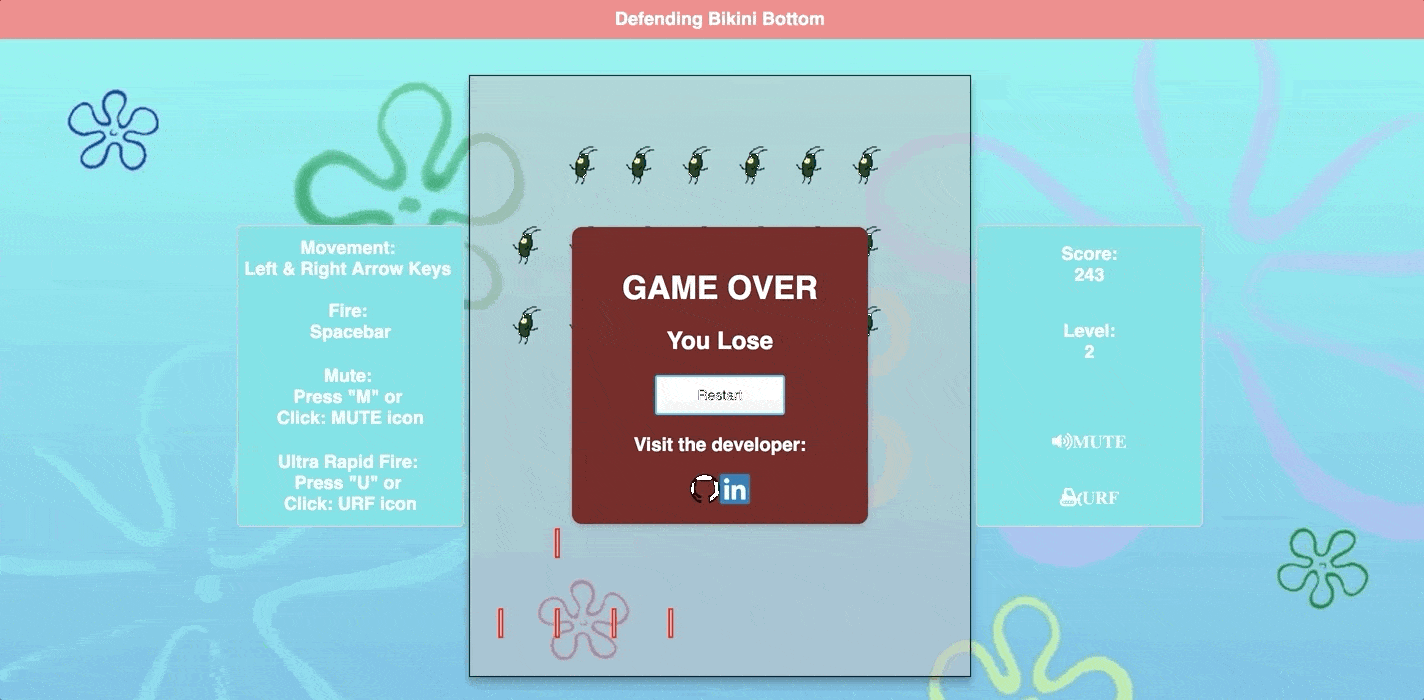 Defending Bikini Bottom
Movement:
Left & Right Arrow Keys
Fire:
Spacebar
Mute:
Press "M" or
Click: MUTE icon
Ultra Rapid Fire:
Press "U" or
Click: URF icon
GAME OVER
You Lose
Restart
Visit the developer:
in
Score:
243
Level:
2
MUTE
URF